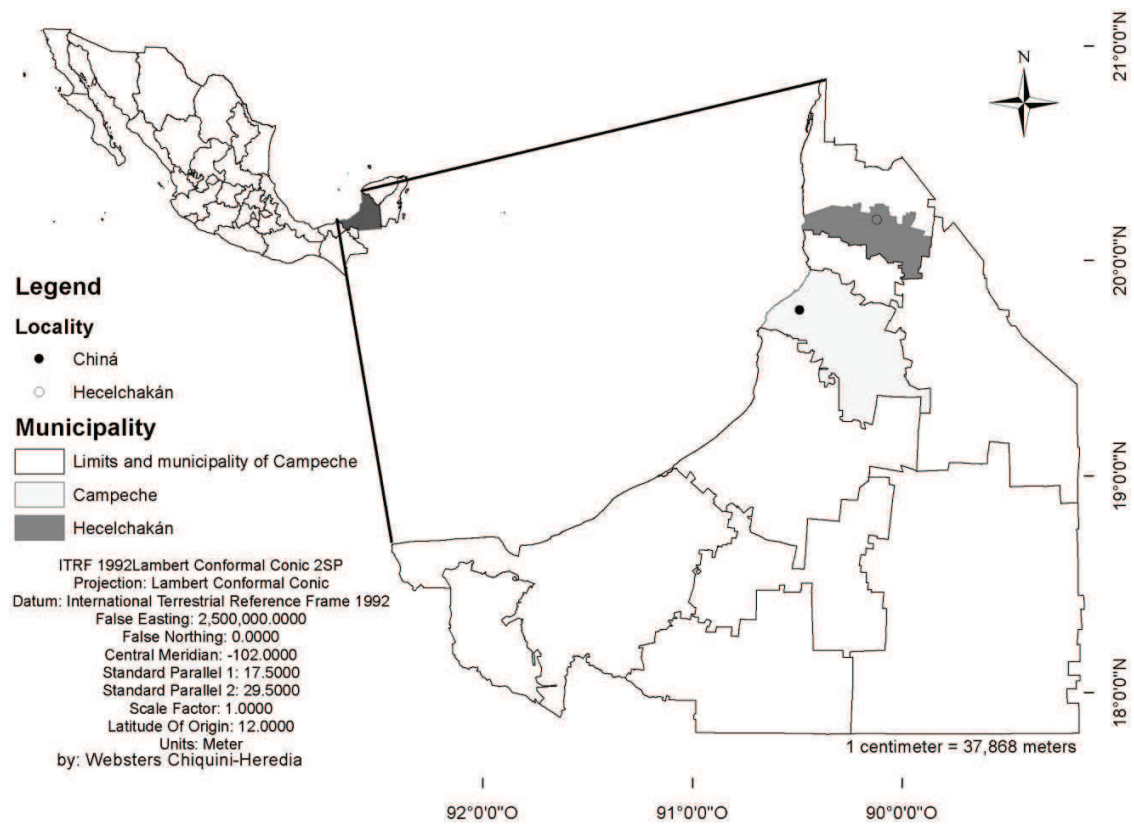 N
21°0'0"N
20°0'0"N
19°0'0"N
18°0'0"N
Legend
Locality
Chiná
Hecelchakán
Municipality
Limits and municipality of Campeche
Campeche
Hecelchakán
ITRF 1992Lambert Conformal Conic 2SP
Projection: Lambert Conformal Conic
Datum: International Terrestrial Reference Frame 1992
False Easting: 2,500,000.0000
False Northing: 0.0000
Central Meridian: -102.0000
Standard Parallel 1: 17.5000
Standard Parallel 2: 29.5000
Scale Factor: 1.0000
Latitude Of Origin: 12.0000
Units: Meter
by: Websters Chiquini-Heredia
1 centimeter = 37,868 meters
92°0'0"O
91°0'0"O
90°0'0"O